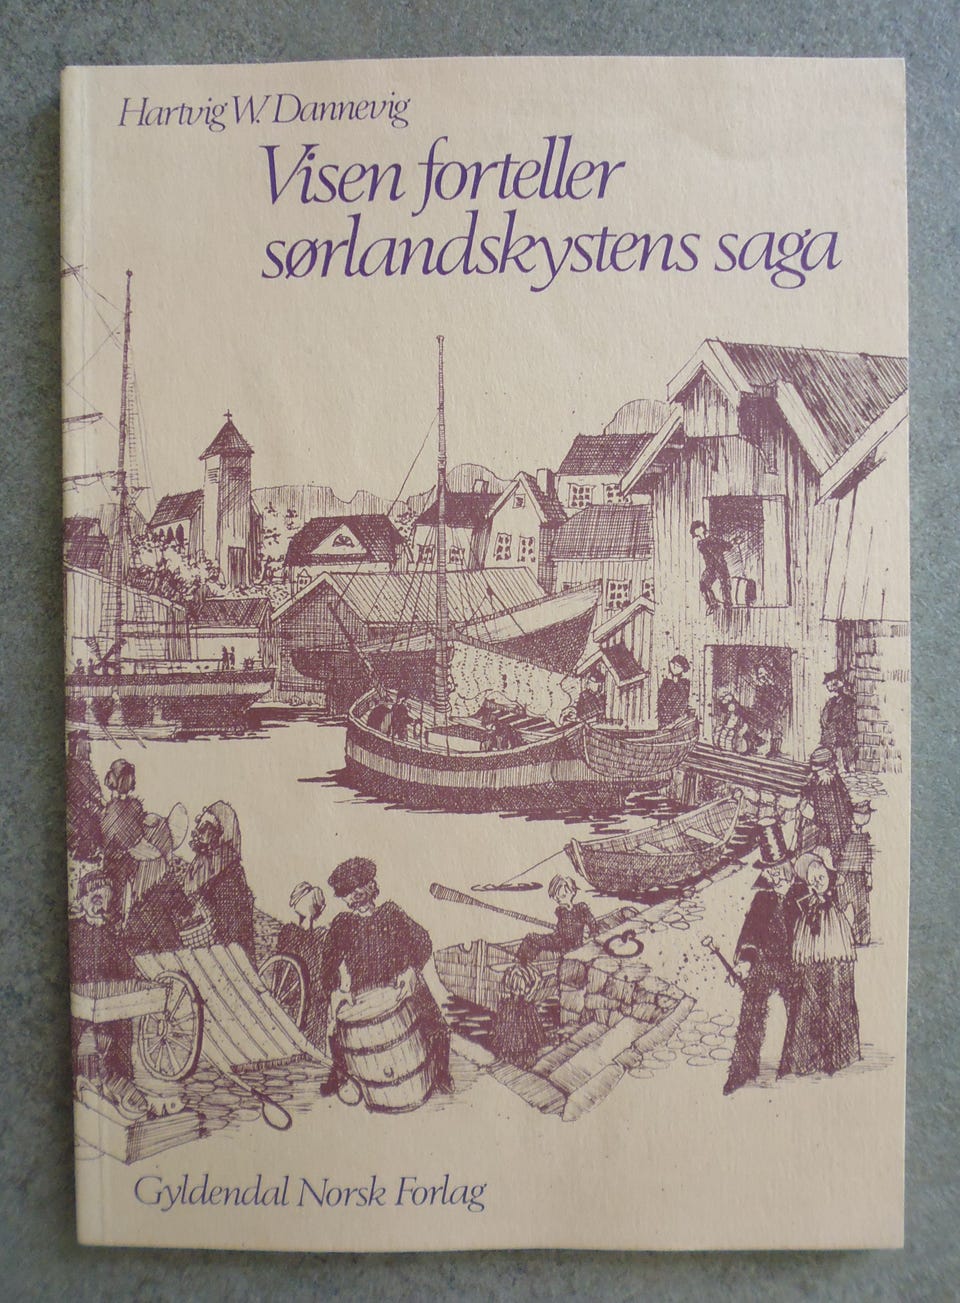 Hartvig W. Dannevig
Visen forteller
sørlandskystens saga
Gyldendal Norsk Forlag